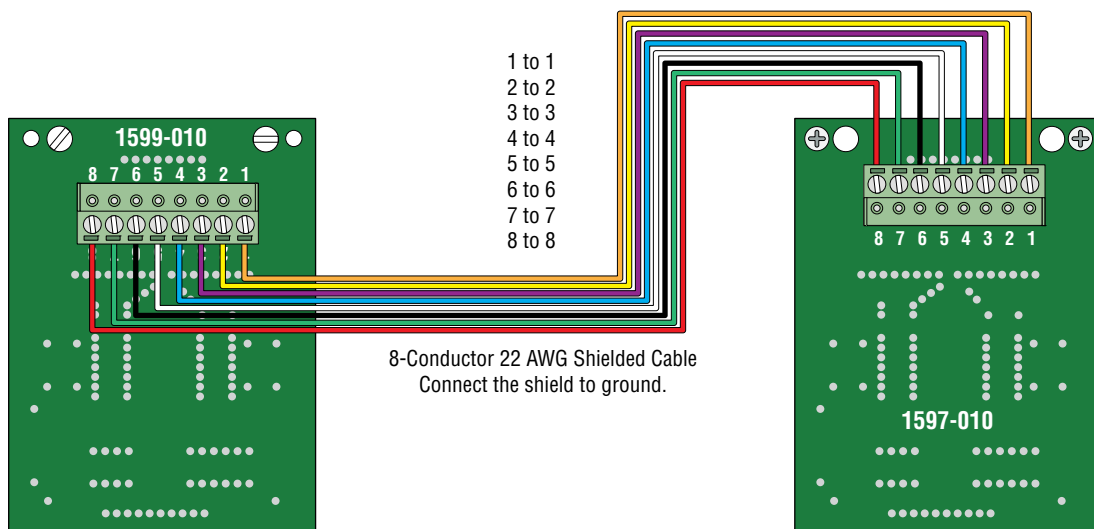 1 to 1
2 to 2
3 to 3
4 to 4
5 to 5
6 to 6
7 to 7
8 to 8
1599-010
8 7 6 5 4 3 2 1
8 7 6 5 4 3 2 1
8-Conductor 22 AWG Shielded Cable
Connect the shield to ground.
1597-010